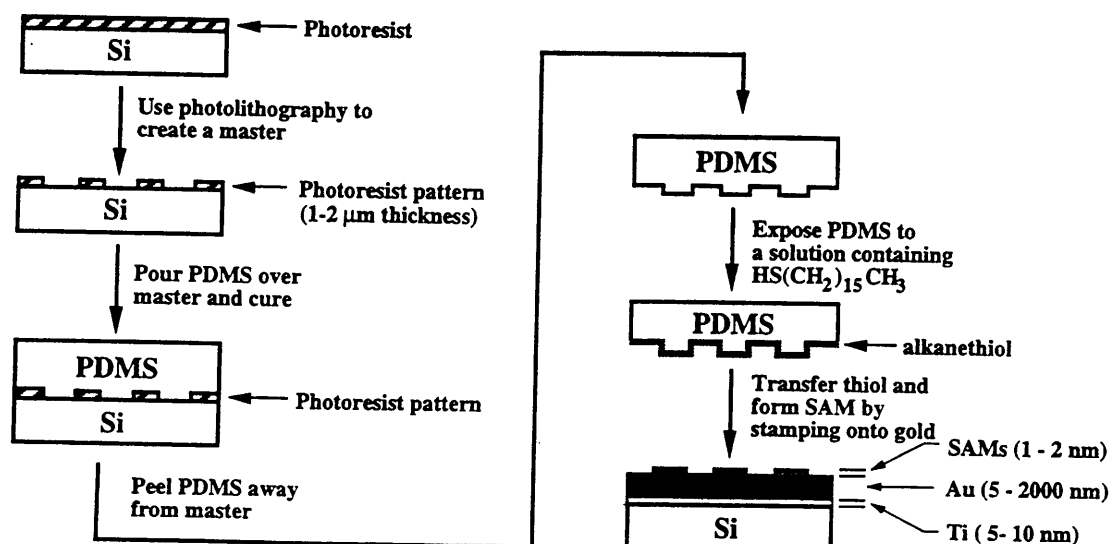 Photoresist
Si
Use photolithography to
create a master
Photoresist pattern
(1-2 μm thickness)
Si
Pour PDMS over
master and cure
PDMS
Photoresist pattern
Si
Peel PDMS away
from master
PDMS
Expose PDMS to
a solution containing
HS(CH₂)₁₅CH₃
PDMS
alkanethiol
Transfer thiol and
form SAM by
stamping onto gold
SAMs (1 - 2 nm)
Au (5 - 2000 nm)
Ti ( 5- 10 nm)
Si